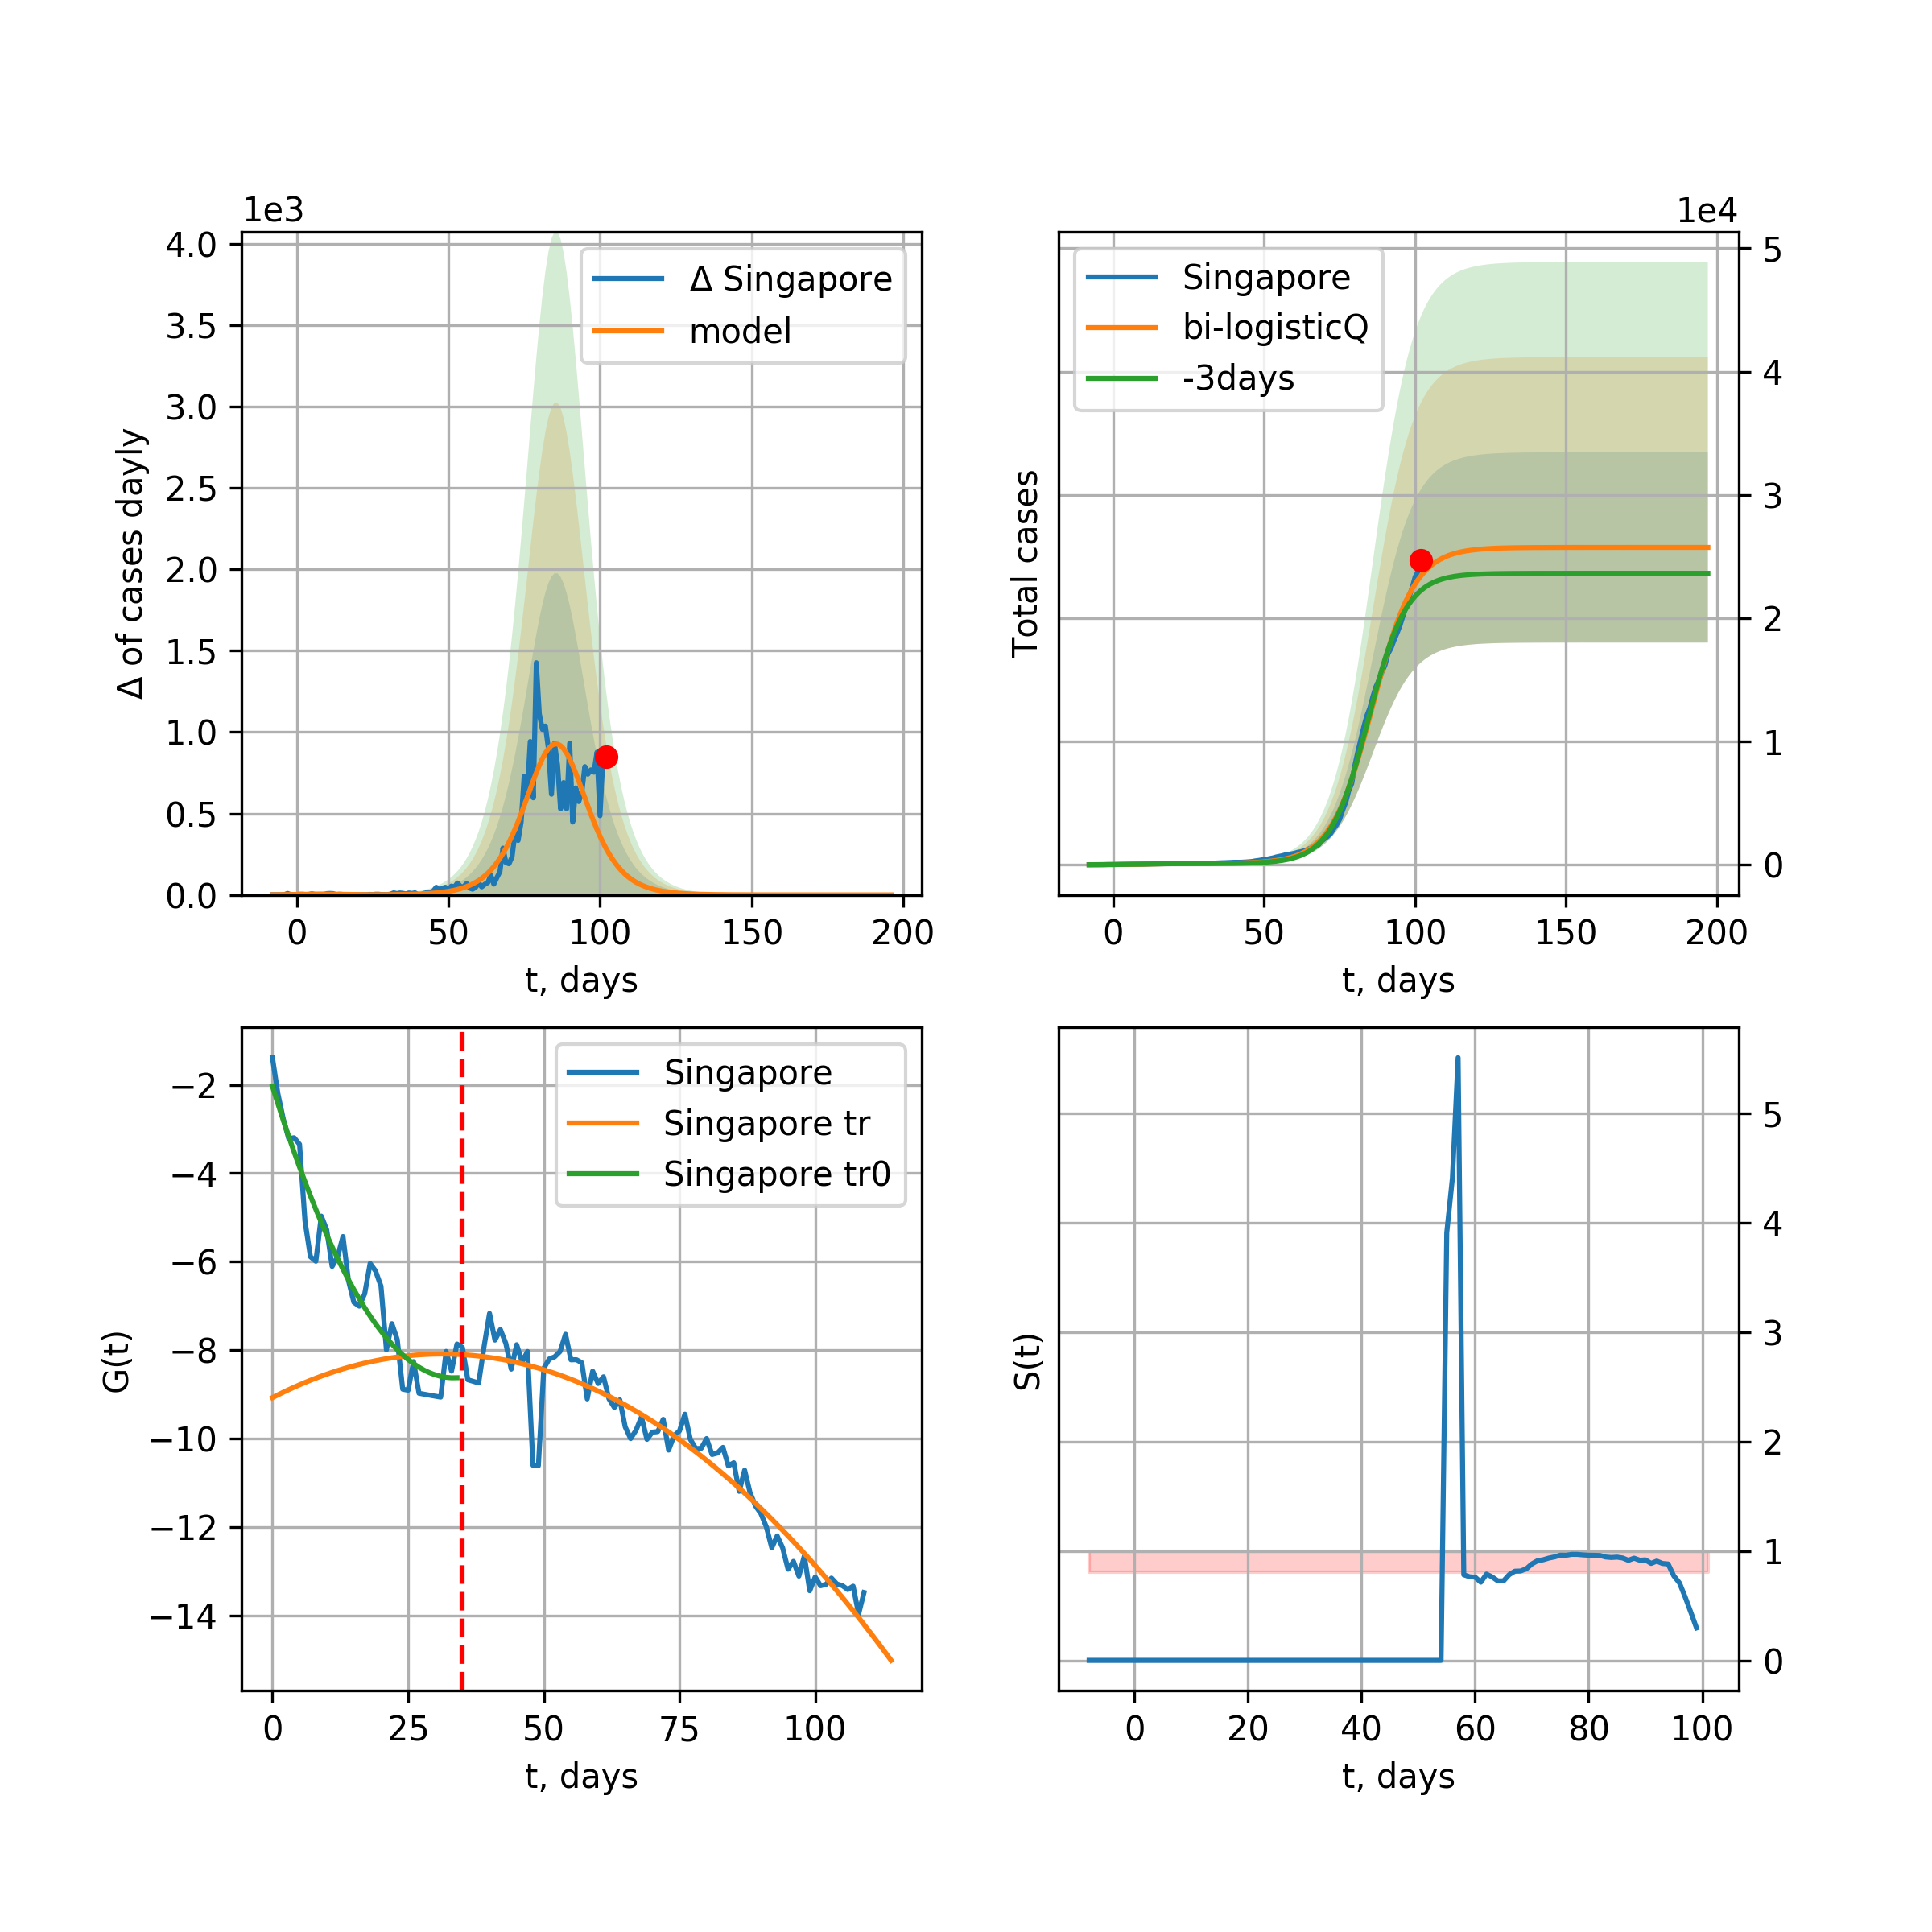 1e3
4.0
3.5
3.0
2.5
2.0
1.5
1.0
0.5
0.0
Δ of cases dayly
Δ Singapore
model
0 50 100 150 200
t, days
1e4
5
4
3
2
1
0
Total cases
Singapore
bi-logisticQ
-3days
0 50 100 150 200
t, days
−2
−4
−6
−8
−10
−12
−14
G(t)
Singapore
Singapore tr
Singapore tr0
0 25 50 75 100
t, days
S(t)
5
4
3
2
1
0
0 20 40 60 80 100
t, days